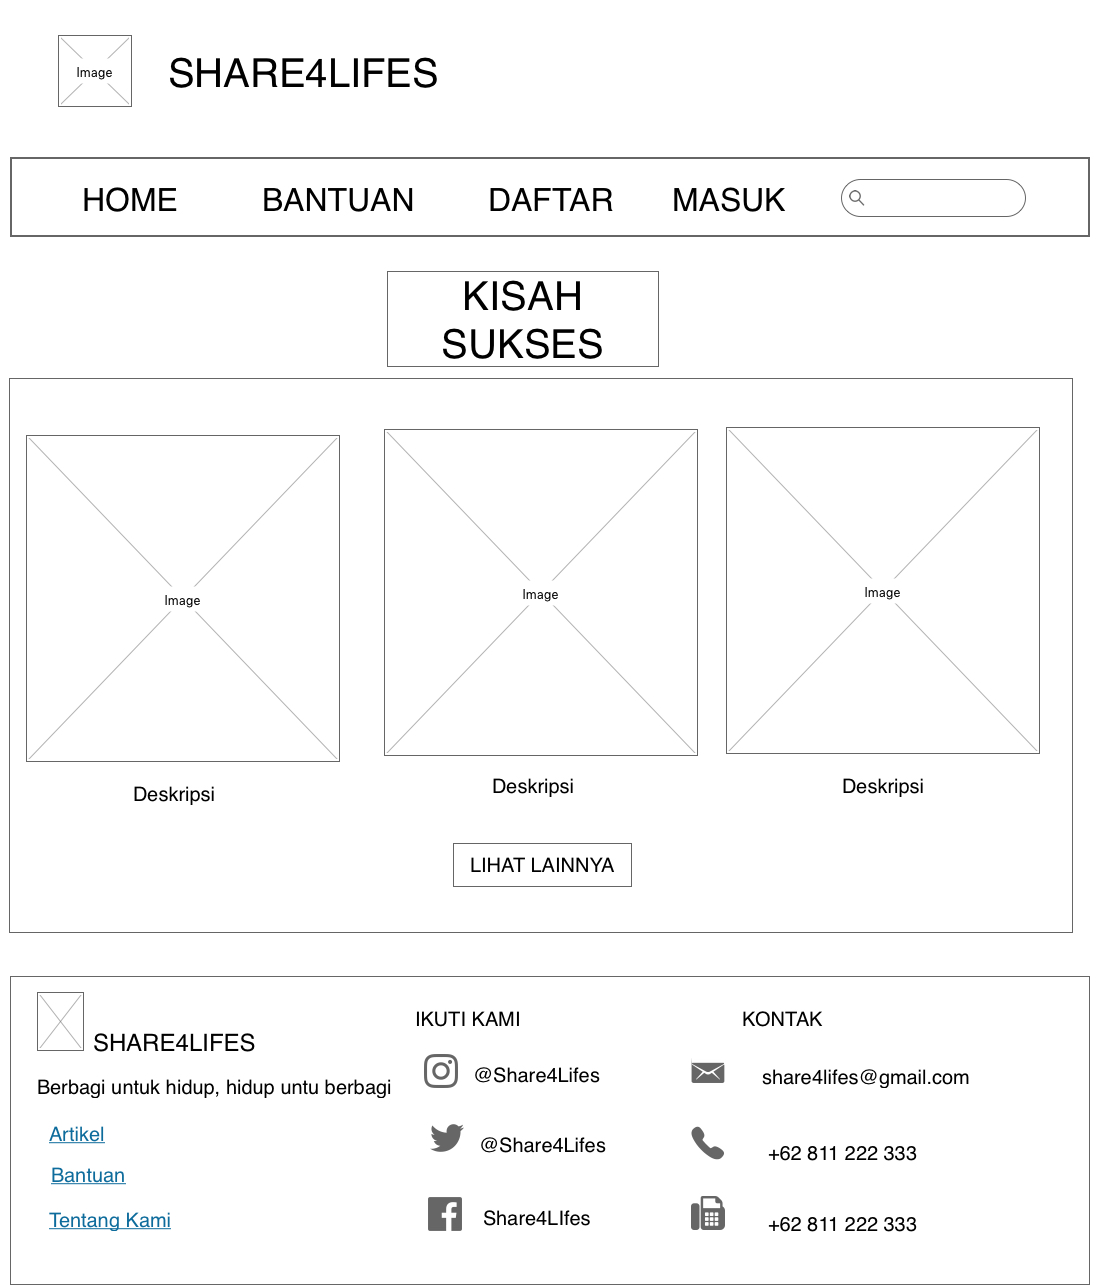 Image
SHARE4LIFES
HOME
BANTUAN
DAFTAR
MASUK
KISAH
SUKSES
Image
Image
Image
Deskripsi
Deskripsi
Deskripsi
LIHAT LAINNYA
SHARE4LIFES
Berbagi untuk hidup, hidup untu berbagi
Artikel
Bantuan
Tentang Kami
IKUTI KAMI
@Share4Lifes
@Share4Lifes
Share4LIfes
KONTAK
share4lifes@gmail.com
+62 811 222 333
+62 811 222 333